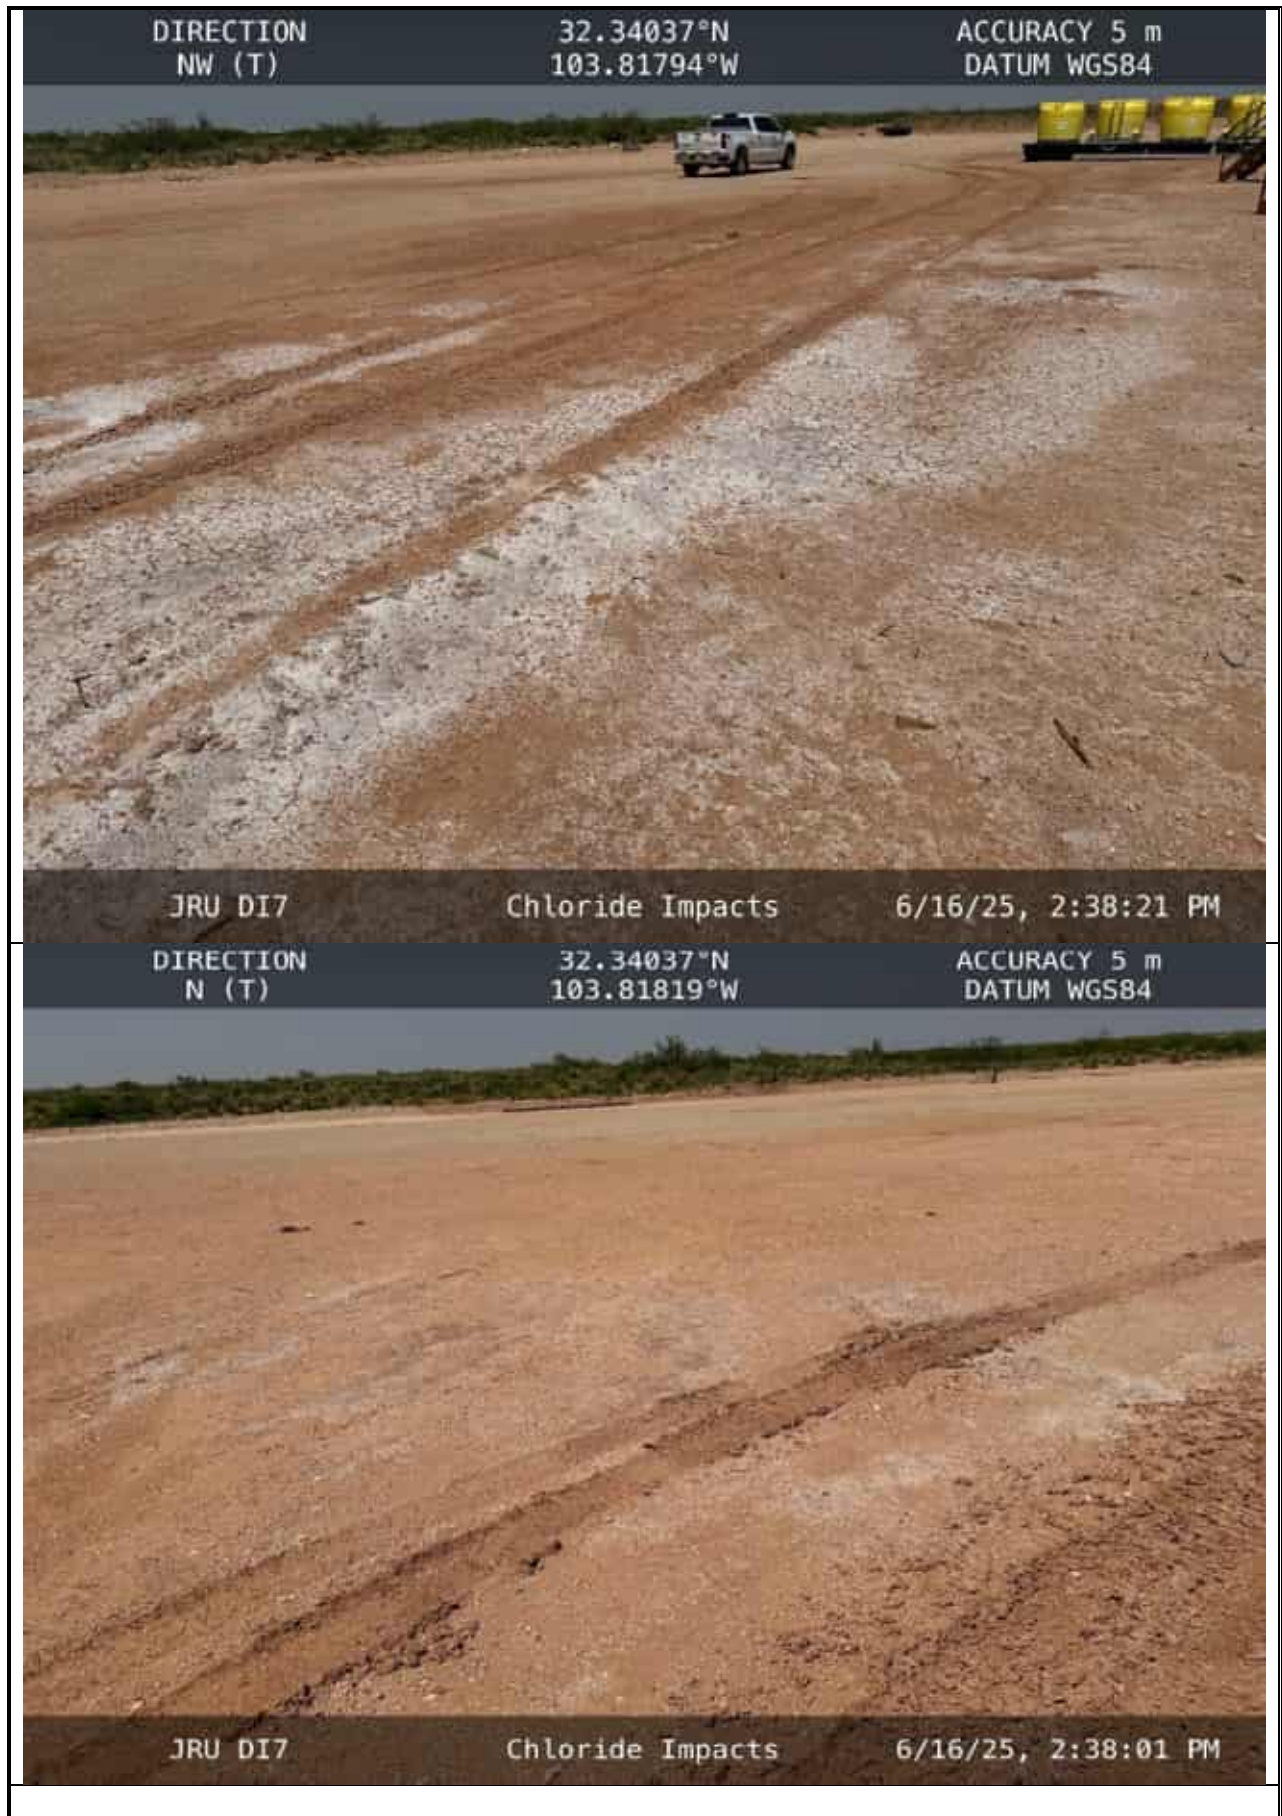 DIRECTION 32.34037°N ACCURACY 5 m
NW (T) 103.81794°W DATUM WGS84
JRU DI7 Chloride Impacts 6/16/25, 2:38:21 PM
DIRECTION 32.34037°N ACCURACY 5 m
N (T) 103.81819°W DATUM WGS84
JRU DI7 Chloride Impacts 6/16/25, 2:38:01 PM